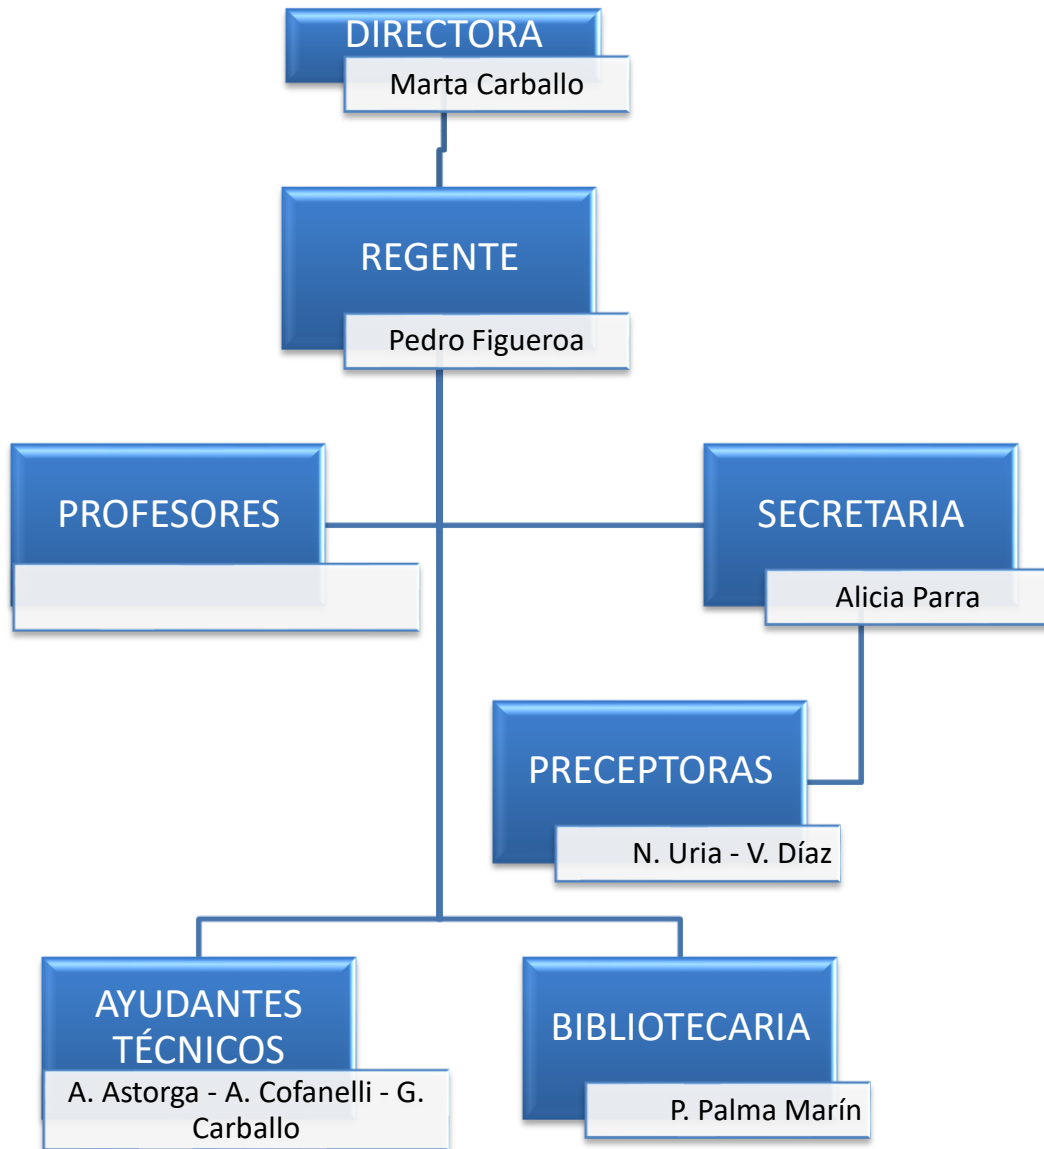 DIRECTORA
Marta Carballo
REGENTE
Pedro Figueroa
PROFESORES
SECRETARIA
Alicia Parra
PRECEPTORAS
N. Uria - V. Díaz
AYUDANTES
TÉCNICOS
A. Astorga - A. Cofanelli - G.
Carballo
BIBLIOTECARIA
P. Palma Marín